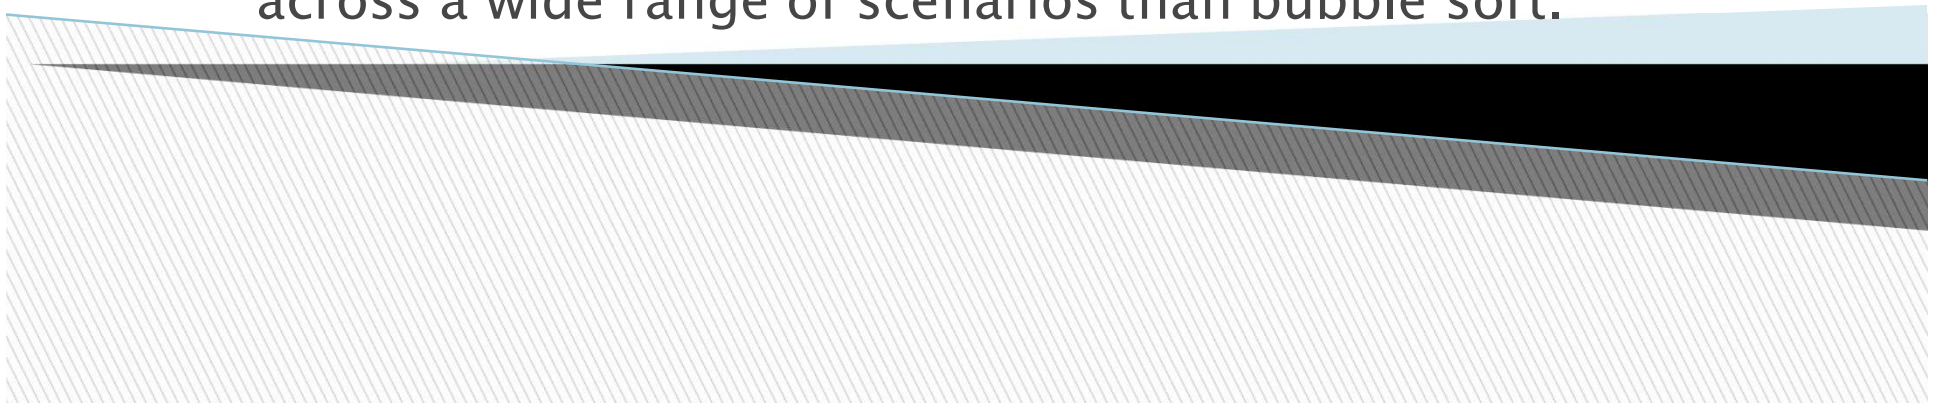 across a wide range of scenarios than bubble sort.